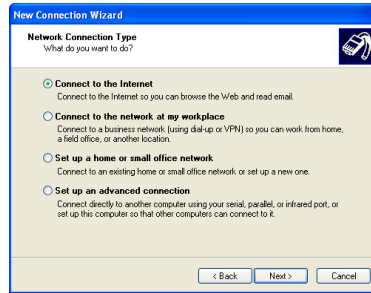 New Connection Wizard
Network Connection Type
What do you want to do?
Connect to the Internet
Connect to the Internet so you can browse the Web and read email.
Connect to the network at my workplace
Connect to a business network (using dial-up or VPN) so you can work from home,
a field office, or another location.
Set up a home or small office network
Connect to an existing home or small office network or set up a new one.
Set up an advanced connection
Connect directly to another computer using your serial, parallel, or infrared port, or
set up this computer so that other computers can connect to it.
< Back Next > Cancel